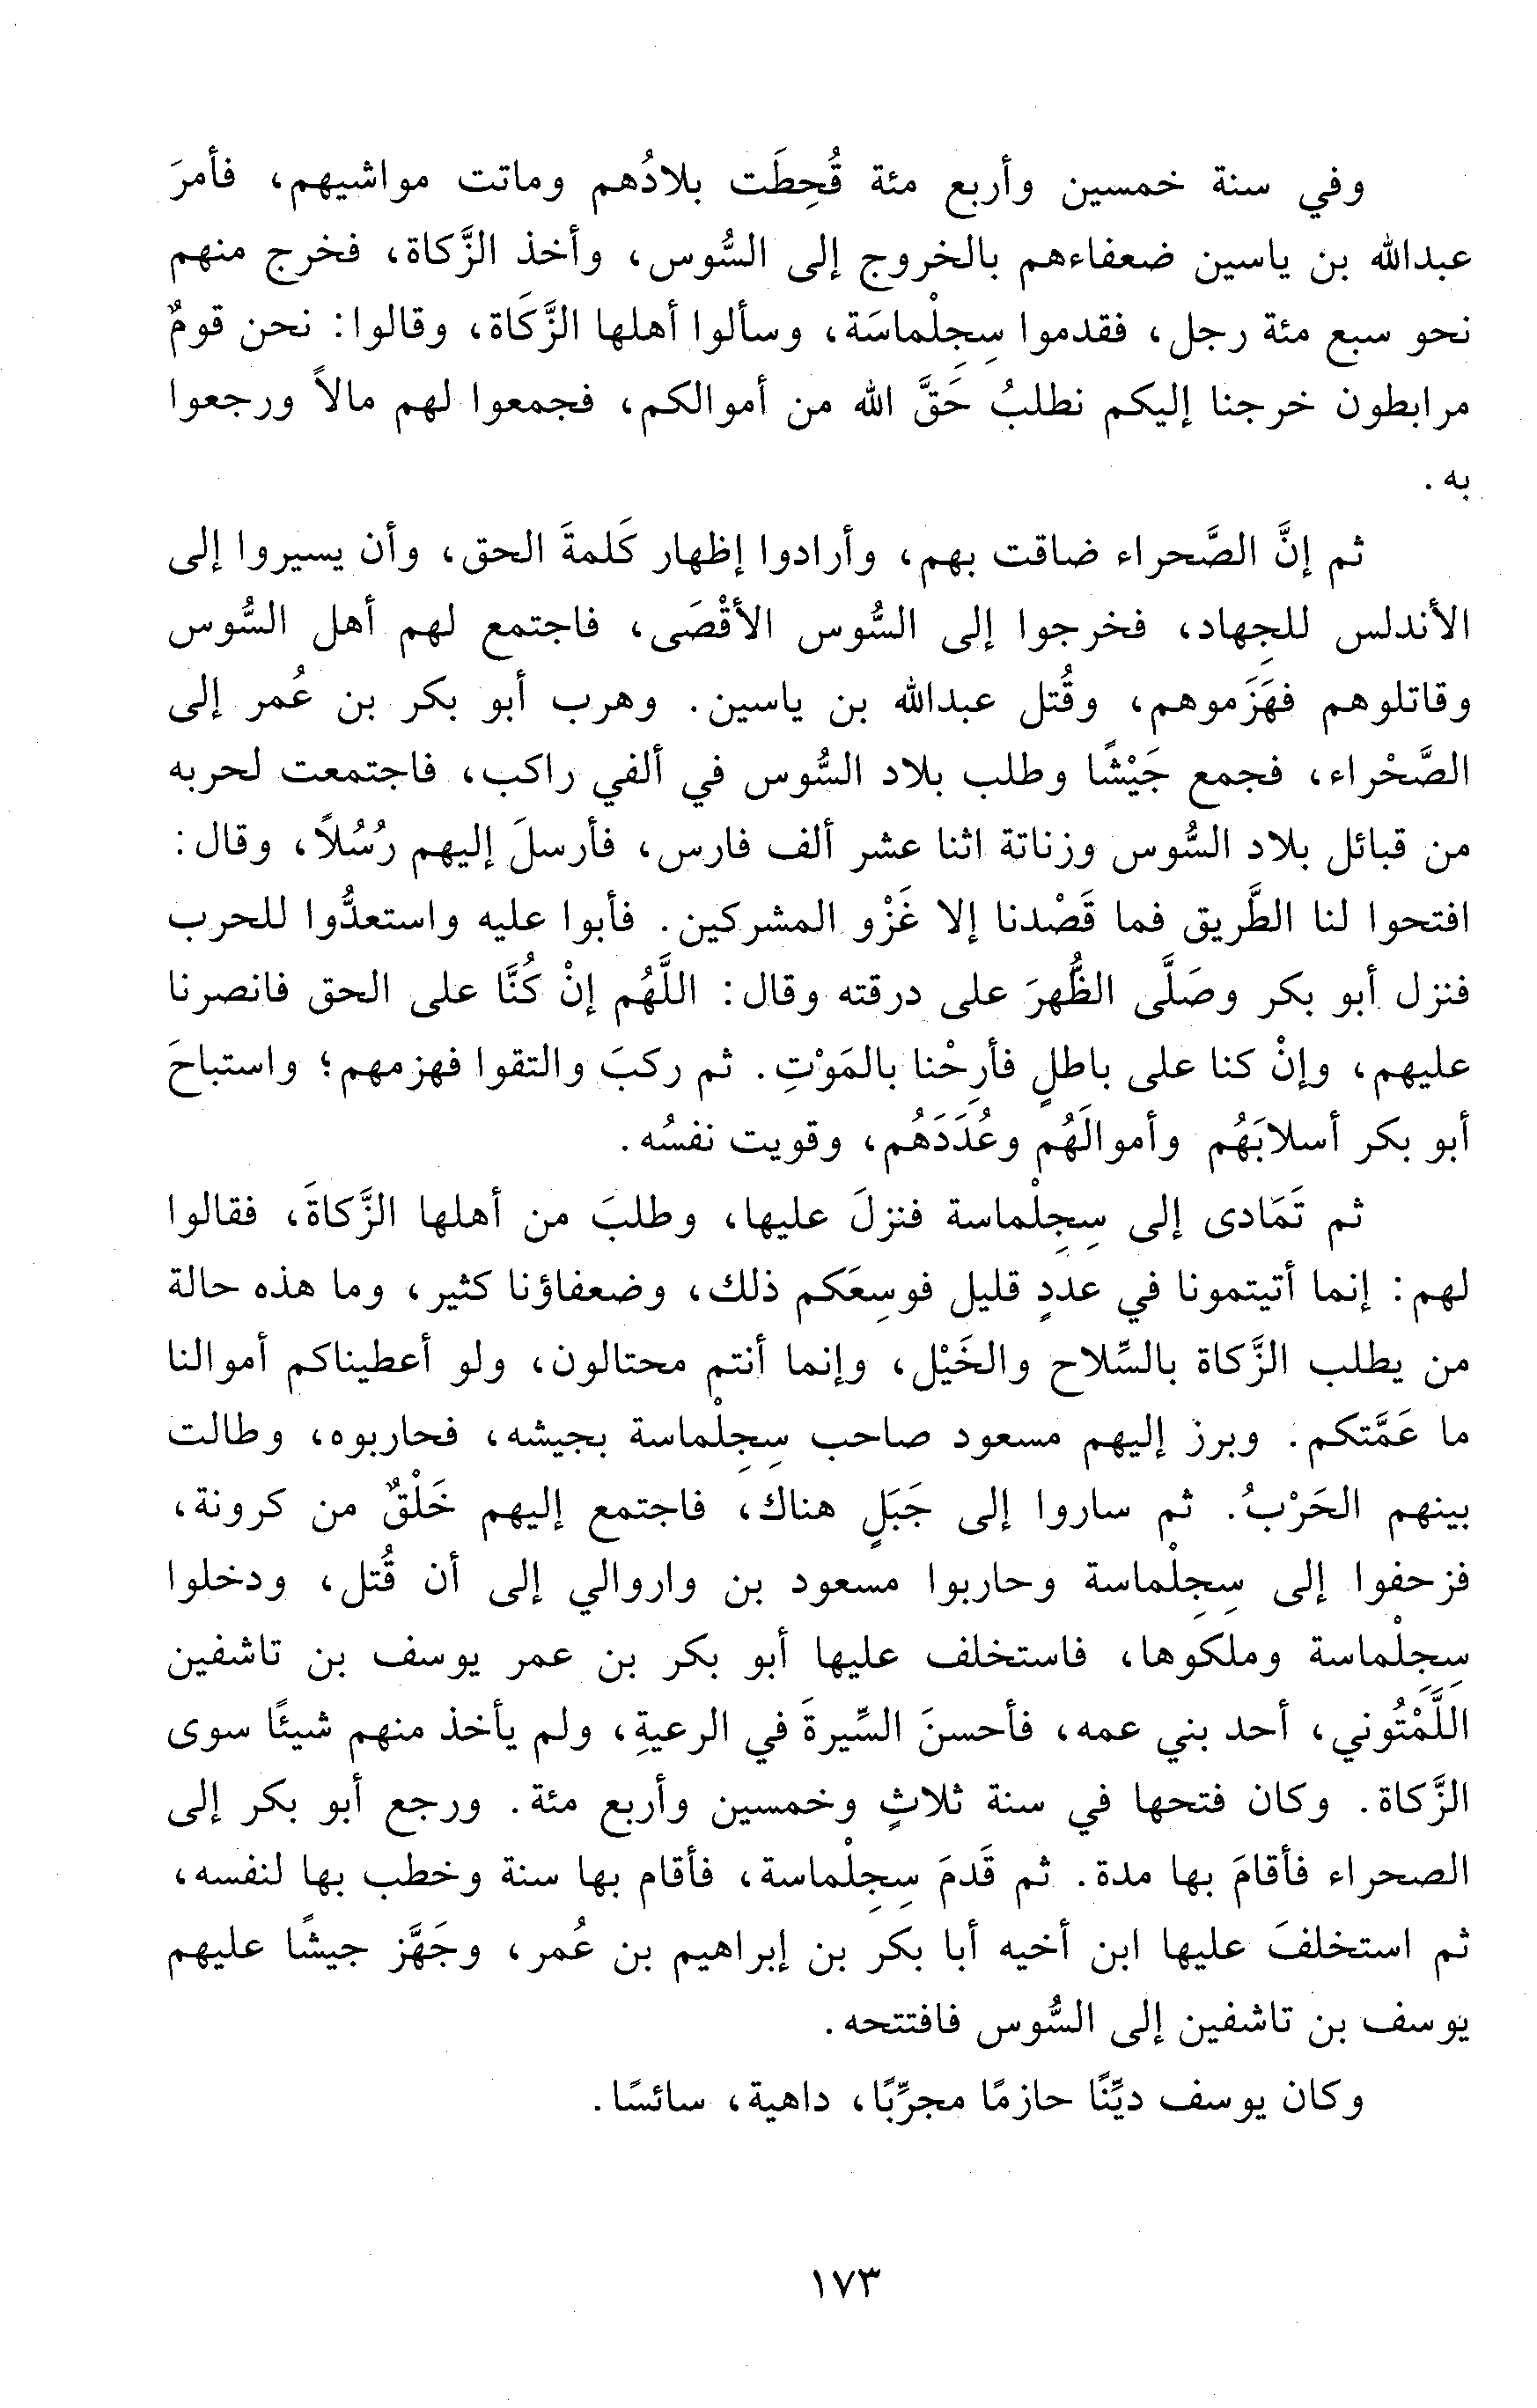 وفي سنة خمسين وأربع مئة قُحِطَت بلادُهم وماتت مواشيهم، فأمرَ
عبدالله بن ياسين ضعفاءهم بالخروج إلى السُّوس، وأخذ الزَّكاة، فخرج منهم
نحو سبع مئة رجل، فقدموا سِجِلْماسَة، وسألوا أهلها الزَّكَاة، وقالوا: نحن قومٌ
مرابطون خرجنا إليكم نطلبُ حَقَّ الله من أموالكم، فجمعوا لهم مالاً ورجعوا
به.
ثم إنَّ الصَّحراء ضاقت بهم، وأرادوا إظهار كَلمةَ الحق، وأن يسيروا إلى
الأندلس للجِهاد، فخرجوا إلى السُّوس الأقْصَى، فاجتمع لهم أهل السُّوس
وقاتلوهم فهَزَموهم، وقُتل عبدالله بن ياسين. وهرب أبو بكر بن عُمر إلى
الصَّحْراء، فجمع جَيْشًا وطلب بلاد السُّوس في ألفي راكب، فاجتمعت لحربه
من قبائل بلاد السُّوس وزناتة اثنا عشر ألف فارس، فأرسلَ إليهم رُسُلاً، وقال:
افتحوا لنا الطَّريق فما قَصْدنا إلا غَزْو المشركين. فأبوا عليه واستعدُّوا للحرب
فنزل أبو بكر وصَلَّى الظُّهرَ على درقته وقال: اللَّهُم إنْ كُنَّا على الحق فانصرنا
عليهم، وإنْ كنا على باطلٍ فأرِحْنا بالمَوْتِ. ثم ركبَ والتقوا فهزمهم؛ واستباحَ
أبو بكر أسلابَهُم وأموالَهُم وعُدَدَهُم، وقويت نفسُه.
ثم تَمَادى إلى سِجِلْماسة فنزلَ عليها، وطلبَ من أهلها الزَّكاةَ، فقالوا
لهم: إنما أتيتمونا في عددٍ قليل فوسِعَكم ذلك، وضعفاؤنا كثير، وما هذه حالة
من يطلب الزَّكاة بالسِّلاح والخَيْل، وإنما أنتم محتالون، ولو أعطيناكم أموالنا
ما عَمَّتكم. وبرز إليهم مسعود صاحب سِجِلْماسة بجيشه، فحاربوه، وطالت
بينهم الحَرْبُ. ثم ساروا إلى جَبَلٍ هناك، فاجتمع إليهم خَلْقٌ من كرونة،
فزحفوا إلى سِجِلْماسة وحاربوا مسعود بن واروالي إلى أن قُتل، ودخلوا
سِجِلْماسة وملكوها، فاستخلف عليها أبو بكر بن عمر يوسف بن تاشفين
اللَّمْتُوني، أحد بني عمه، فأحسنَ السِّيرةَ في الرعيةِ، ولم يأخذ منهم شيئًا سوى
الزَّكاة. وكان فتحها في سنة ثلاثٍ وخمسين وأربع مئة. ورجع أبو بكر إلى
الصحراء فأقامَ بها مدة. ثم قَدمَ سِجِلْماسة، فأقام بها سنة وخطب بها لنفسه،
ثم استخلفَ عليها ابن أخيه أبا بكر بن إبراهيم بن عُمر، وجَهَّز جيشًا عليهم
يوسف بن تاشفين إلى السُّوس فافتتحه.
وكان يوسف ديِّنًا حازمًا مجرِّبًا، داهية، سائسًا.
١٧٣